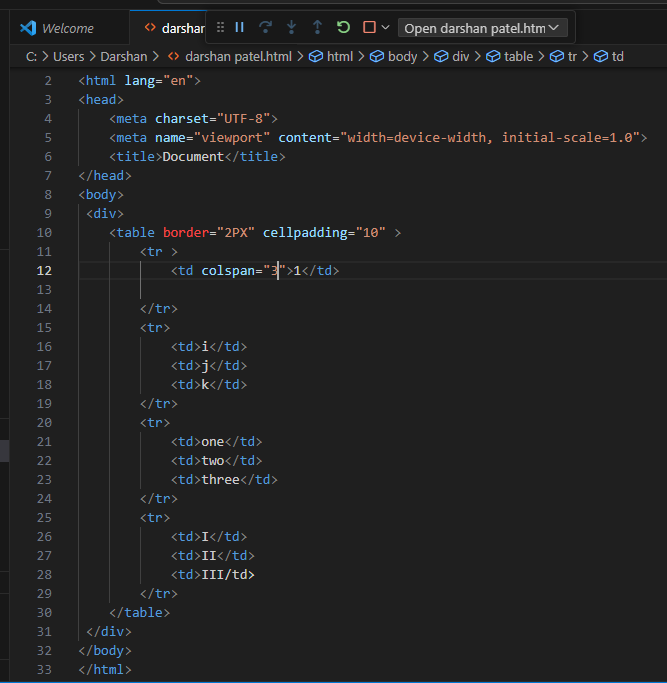 Welcome
darshan
Open darshan patel.htm
C: > Users > Darshan > darshan patel.html > html > body > div > table > tr > td
2 <html lang="en">
3 <head>
4 <meta charset="UTF-8">
5 <meta name="viewport" content="width=device-width, initial-scale=1.0">
6 <title>Document</title>
7 </head>
8 <body>
9 <div>
10 <table border="2PX" cellpadding="10" >
11 <tr >
12 <td colspan="3">1</td>
13
14 </tr>
15 <tr>
16 <td>i</td>
17 <td>j</td>
18 <td>k</td>
19 </tr>
20 <tr>
21 <td>one</td>
22 <td>two</td>
23 <td>three</td>
24 </tr>
25 <tr>
26 <td>I</td>
27 <td>II</td>
28 <td>III/td>
29 </tr>
30 </table>
31 </div>
32 </body>
33 </html>